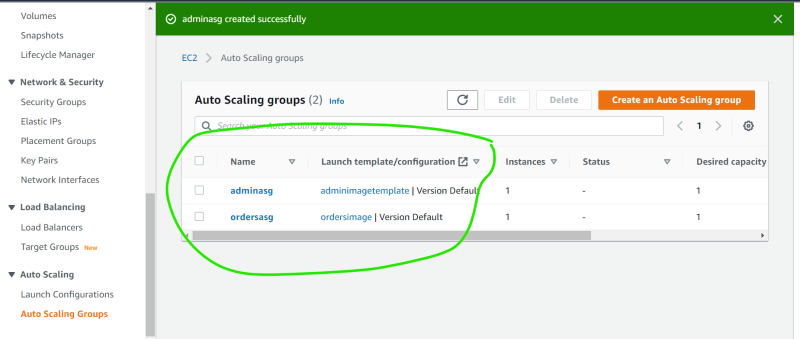 Volumes
Snapshots
Lifecycle Manager
Network & Security
Security Groups
Elastic IPs
Placement Groups
Key Pairs
Network Interfaces
Load Balancing
Load Balancers
Target Groups New
Auto Scaling
Launch Configurations
Auto Scaling Groups
adminasg created successfully
EC2 > Auto Scaling groups
Auto Scaling groups (2) Info
Edit Delete Create an Auto Scaling group
Search your Auto Scaling groups
1
Name Launch template/configuration Instances Status Desired capacity
adminasg adminimagetemplate | Version Default 1 - 1
ordersasg ordersimage | Version Default 1 - 1